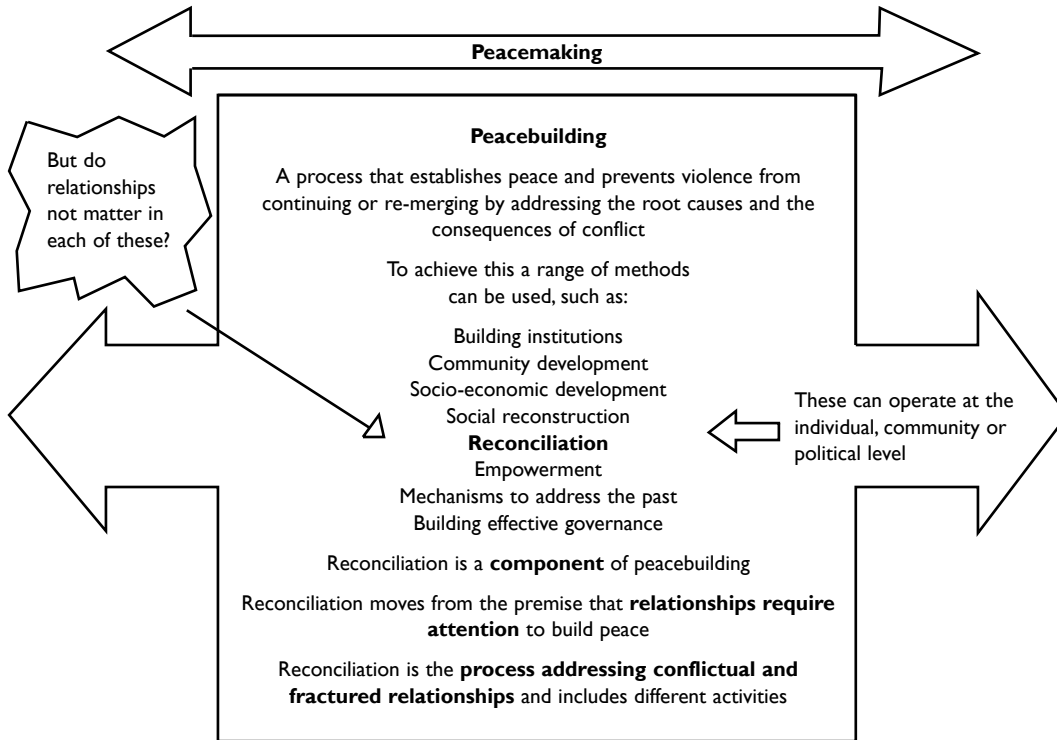 Peacemaking
But do
relationships
not matter in
each of these?
Peacebuilding
A process that establishes peace and prevents violence from
continuing or re-merging by addressing the root causes and the
consequences of conflict
To achieve this a range of methods
can be used, such as:
Building institutions
Community development
Socio-economic development
Social reconstruction
Reconciliation
Empowerment
Mechanisms to address the past
Building effective governance
These can operate at the
individual, community or
political level
Reconciliation is a component of peacebuilding
Reconciliation moves from the premise that relationships require
attention to build peace
Reconciliation is the process addressing conflictual and
fractured relationships and includes different activities